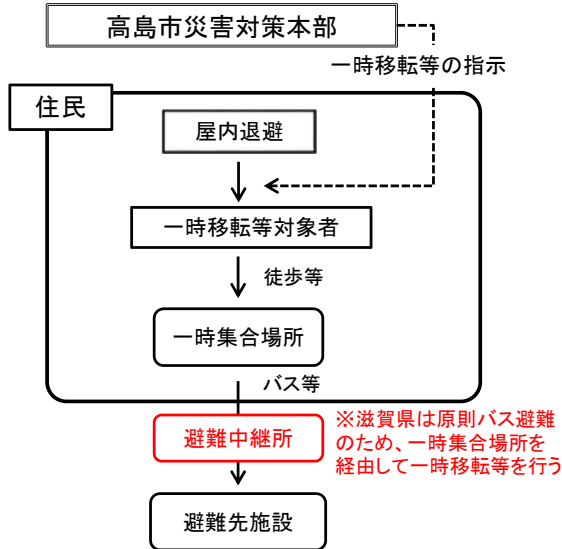 高島市災害対策本部
一時移転等の指示
住民
屋内退避
一時移転等対象者
徒歩等
一時集合場所
バス等
避難中継所
※滋賀県は原則バス避難
のため、一時集合場所を
経由して一時移転等を行う
避難先施設